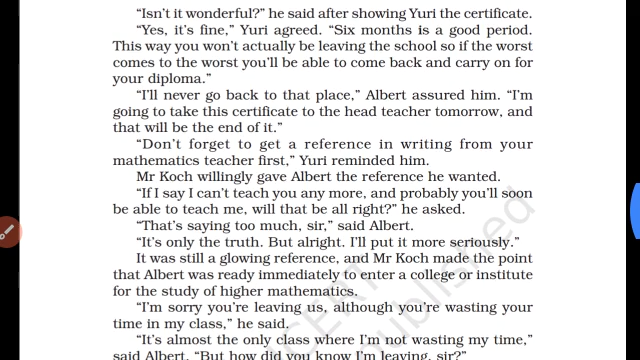 “Isn’t it wonderful?” he said after showing Yuri the certificate.
“Yes, it’s fine,” Yuri agreed. “Six months is a good period.
This way you won’t actually be leaving the school so if the worst
comes to the worst you’ll be able to come back and carry on for
your diploma.”
“I’ll never go back to that place,” Albert assured him. “I’m
going to take this certificate to the head teacher tomorrow, and
that will be the end of it.”
“Don’t forget to get a reference in writing from your
mathematics teacher first,” Yuri reminded him.
Mr Koch willingly gave Albert the reference he wanted.
“If I say I can’t teach you any more, and probably you’ll soon
be able to teach me, will that be all right?” he asked.
“That’s saying too much, sir,” said Albert.
“It’s only the truth. But alright. I’ll put it more seriously.”
It was still a glowing reference, and Mr Koch made the point
that Albert was ready immediately to enter a college or institute
for the study of higher mathematics.
“I’m sorry you’re leaving us, although you’re wasting your
time in my class,” he said.
“It’s almost the only class where I’m not wasting my time,”
said Albert. “But how did you know I’m leaving, sir?”
NCERT
published